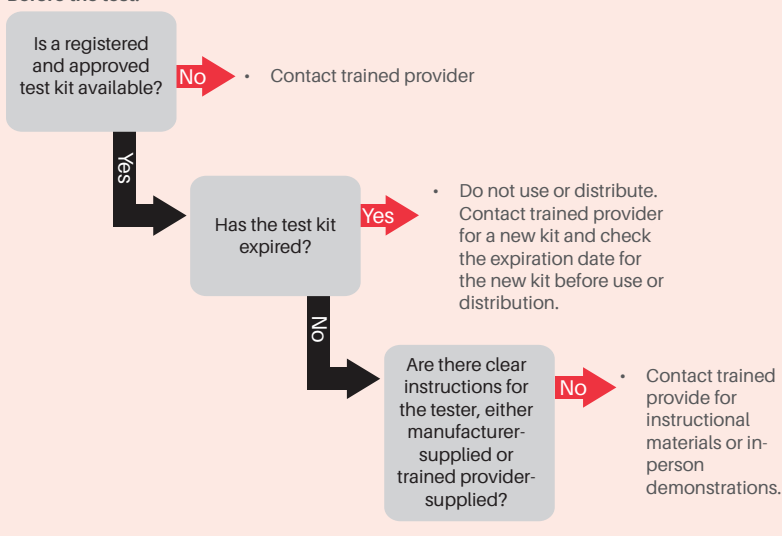 Is a registered
and approved
test kit available?
No
• Contact trained provider
Yes
Has the test kit
expired?
Yes
• Do not use or distribute.
Contact trained provider
for a new kit and check
the expiration date for
the new kit before use or
distribution.
No
Are there clear
instructions for
the tester, either
manufacturer-
supplied or
trained provider-
supplied?
No
• Contact trained
provide for
instructional
materials or in-
person
demonstrations.